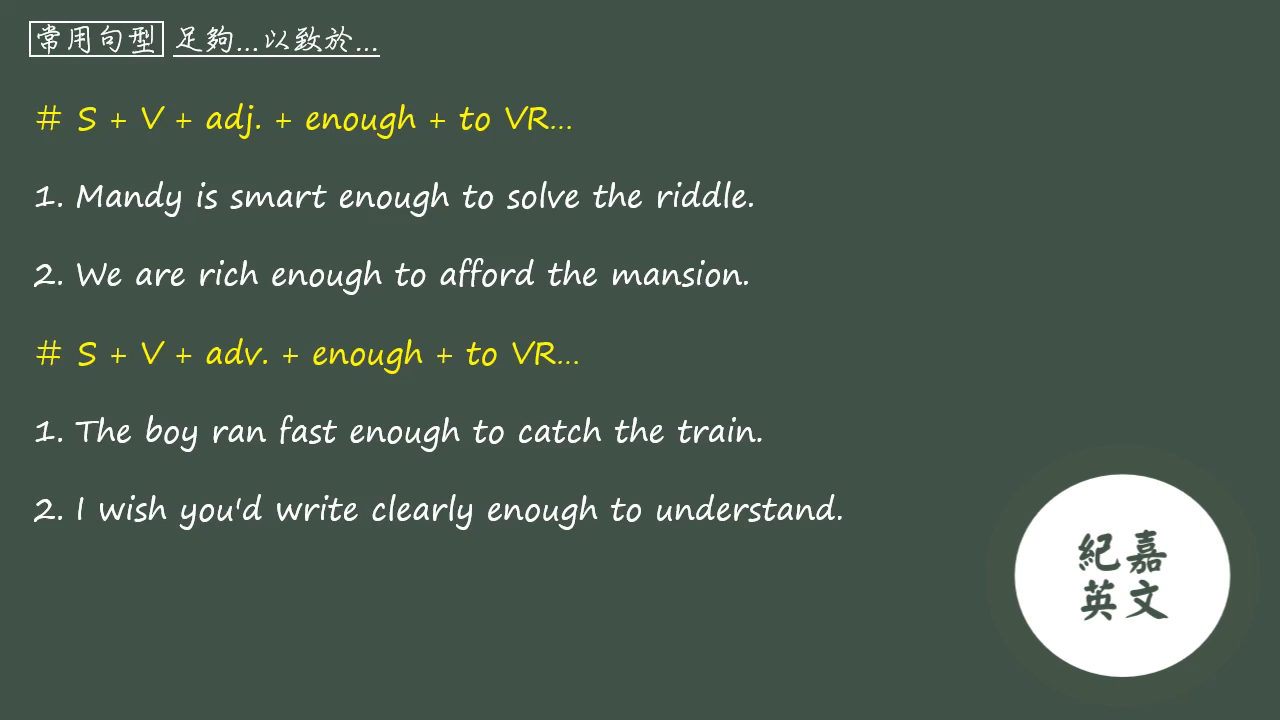 常用句型 足夠…以致於…
# S + V + adj. + enough + to VR…
1. Mandy is smart enough to solve the riddle.
2. We are rich enough to afford the mansion.
# S + V + adv. + enough + to VR…
1. The boy ran fast enough to catch the train.
2. I wish you'd write clearly enough to understand.
紀嘉
英文